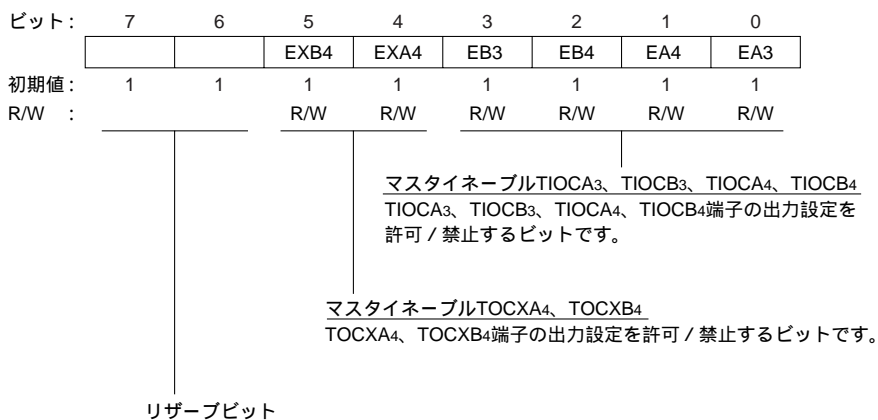 ビット： 7 6 5 4 3 2 1 0
EXB4 EXA4 EB3 EB4 EA4 EA3
初期値： 1 1 1 1 1 1 1 1
R/W ： R/W R/W R/W R/W R/W R/W
マスタイネーブルTIOCA3、TIOCB3、TIOCA4、TIOCB4
TIOCA3、TIOCB3、TIOCA4、TIOCB4端子の出力設定を
許可／禁止するビットです。
マスタイネーブルTOCXA4、TOCXB4
TOCXA4、TOCXB4端子の出力設定を許可／禁止するビットです。
リザーブビット